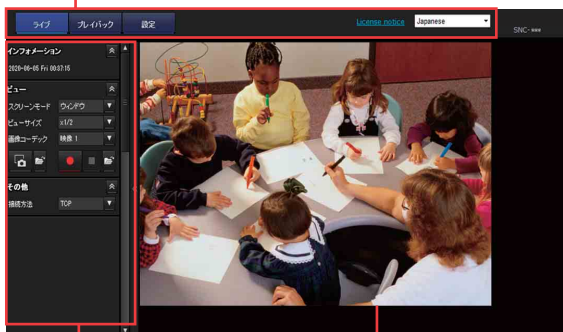 ライブ プレイバック 設定 License notice Japanese
SNC-***
インフォメーション
2020-06-05 Fri 00:37:15
ビュー
スクリーンモード ウィンドウ
ビューサイズ x1/2
画像コーデック 映像 1
その他
接続方法 TCP